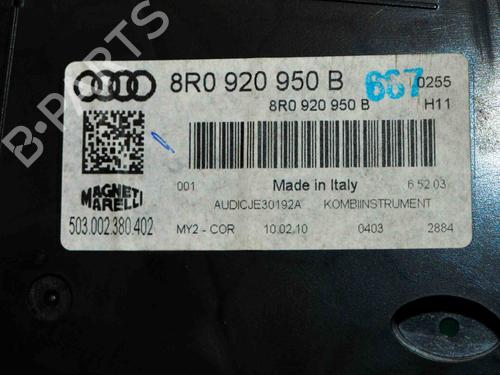 8R0 920 950 B 667 0255
8R0 920 950 B H11
001 Made in Italy 6 52 03
MAGNETI
MARELLI
AUDICJE30192A KOMBIINSTRUMENT
503.002.380.402 MY2 - COR 10.02.10 0403 2884
B-PARTS
B-PARTS